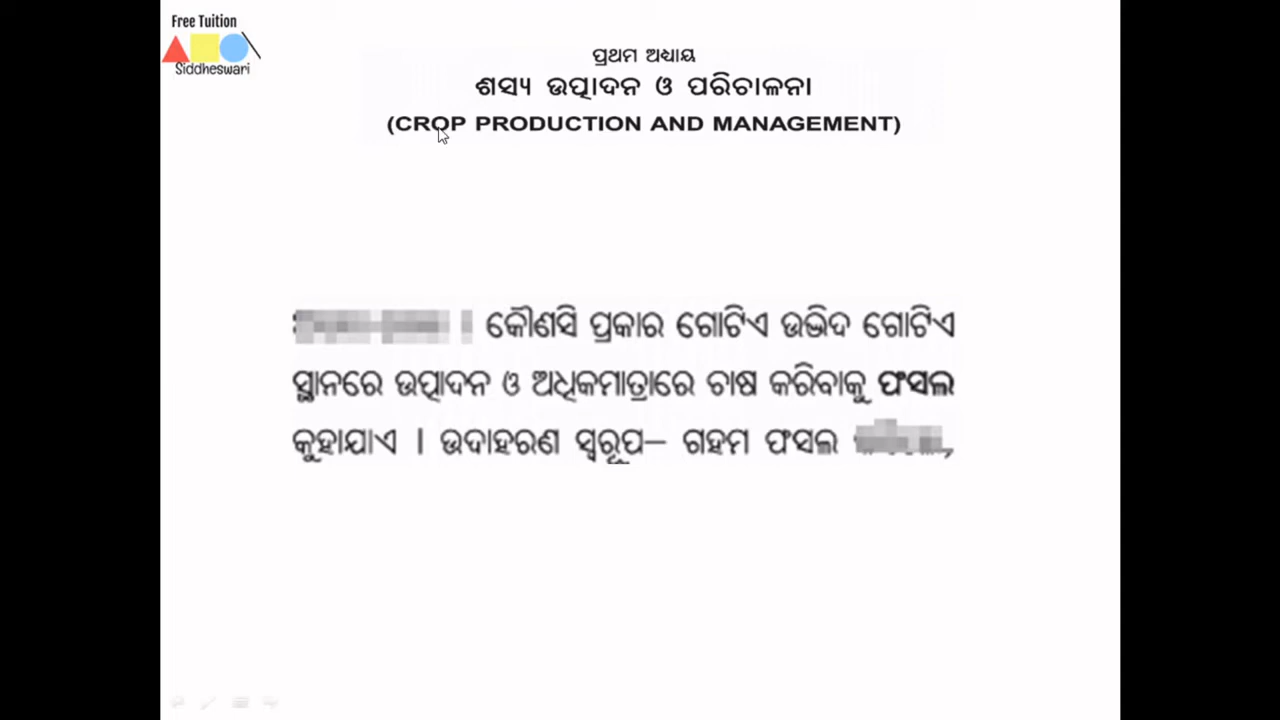 Free Tuition
Siddheswari
ପ୍ରଥମ ଅଧ୍ୟାୟ
ଶସ୍ୟ ଉତ୍ପାଦନ ଓ ପରିଚାଳନା
(CROP PRODUCTION AND MANAGEMENT)
କୌଣସି ପ୍ରକାର ଗୋଟିଏ ଉଦ୍ଭିଦ ଗୋଟିଏ
ସ୍ଥାନରେ ଉତ୍ପାଦନ ଓ ଅଧିକମାତ୍ରାରେ ଚାଷ କରିବାକୁ ଫସଲ
କୁହାଯାଏ । ଉଦାହରଣ ସ୍ୱରୂପ– ଗହମ ଫସଲ